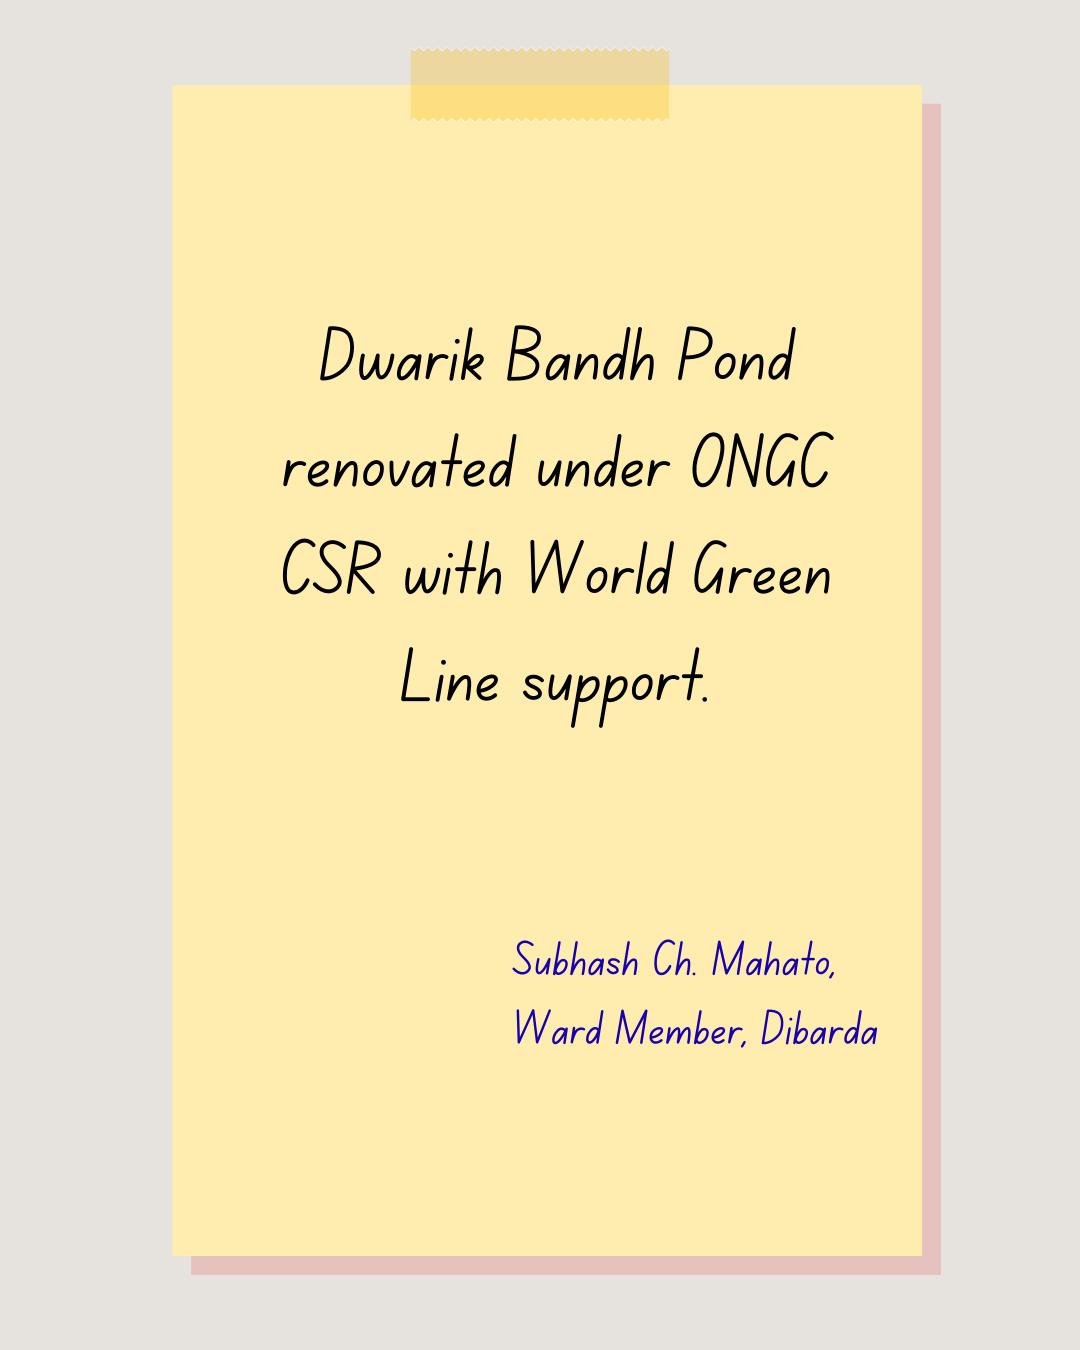 Dwarik Bandh Pond
renovated under ONGC
CSR with World Green
Line support.
Subhash Ch. Mahato,
Ward Member, Dibarda